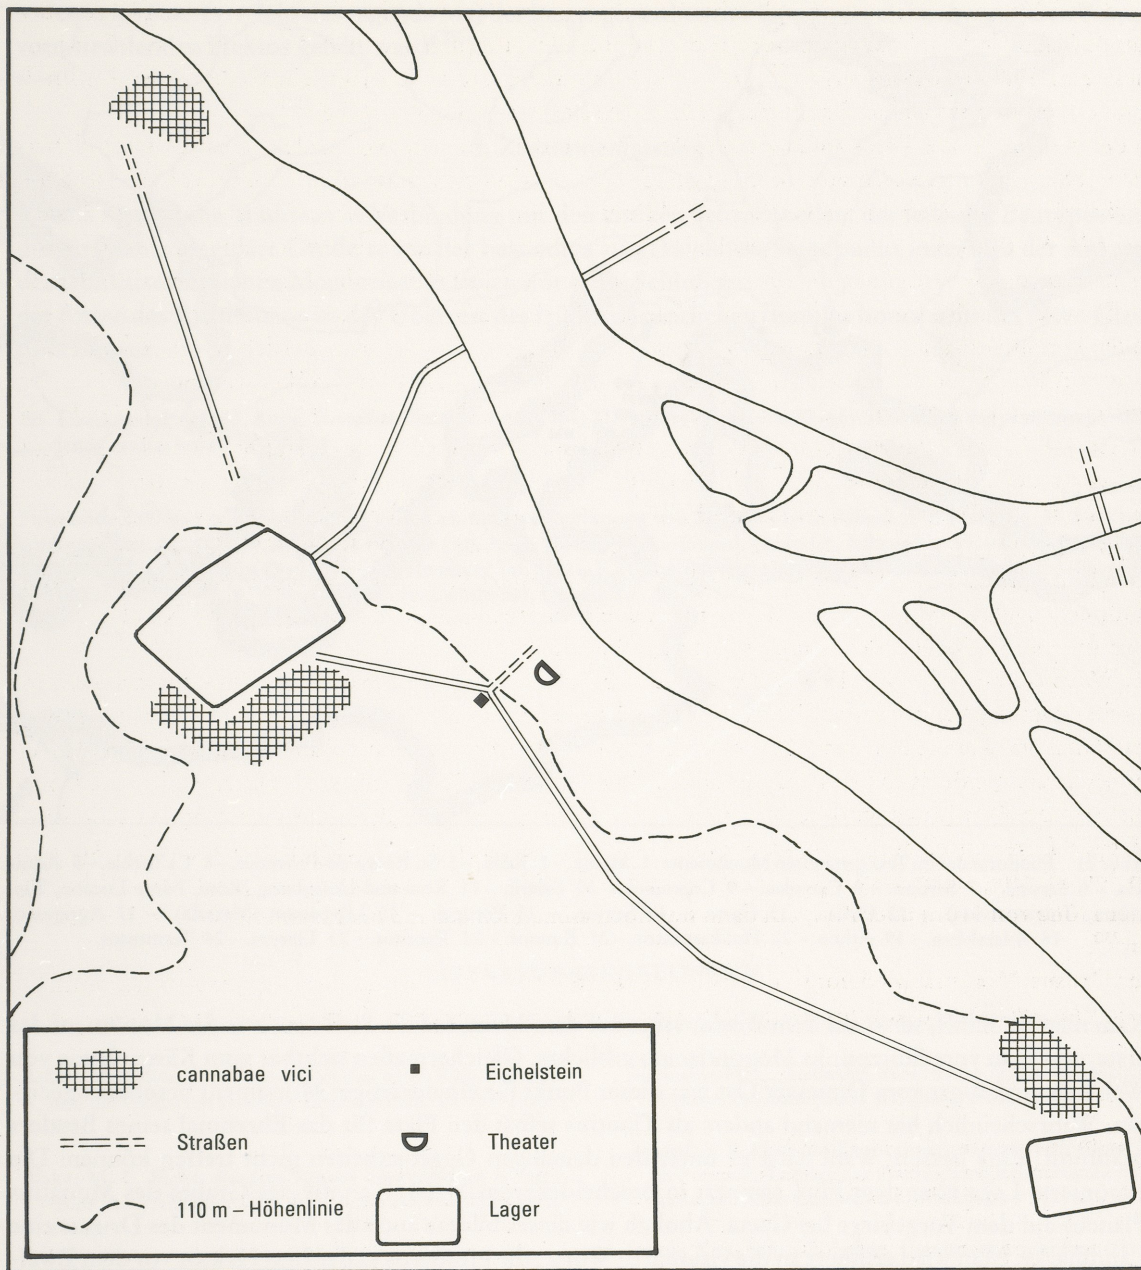 cannabae vici
Eichelstein
Straßen
Theater
110 m – Höhenlinie
Lager